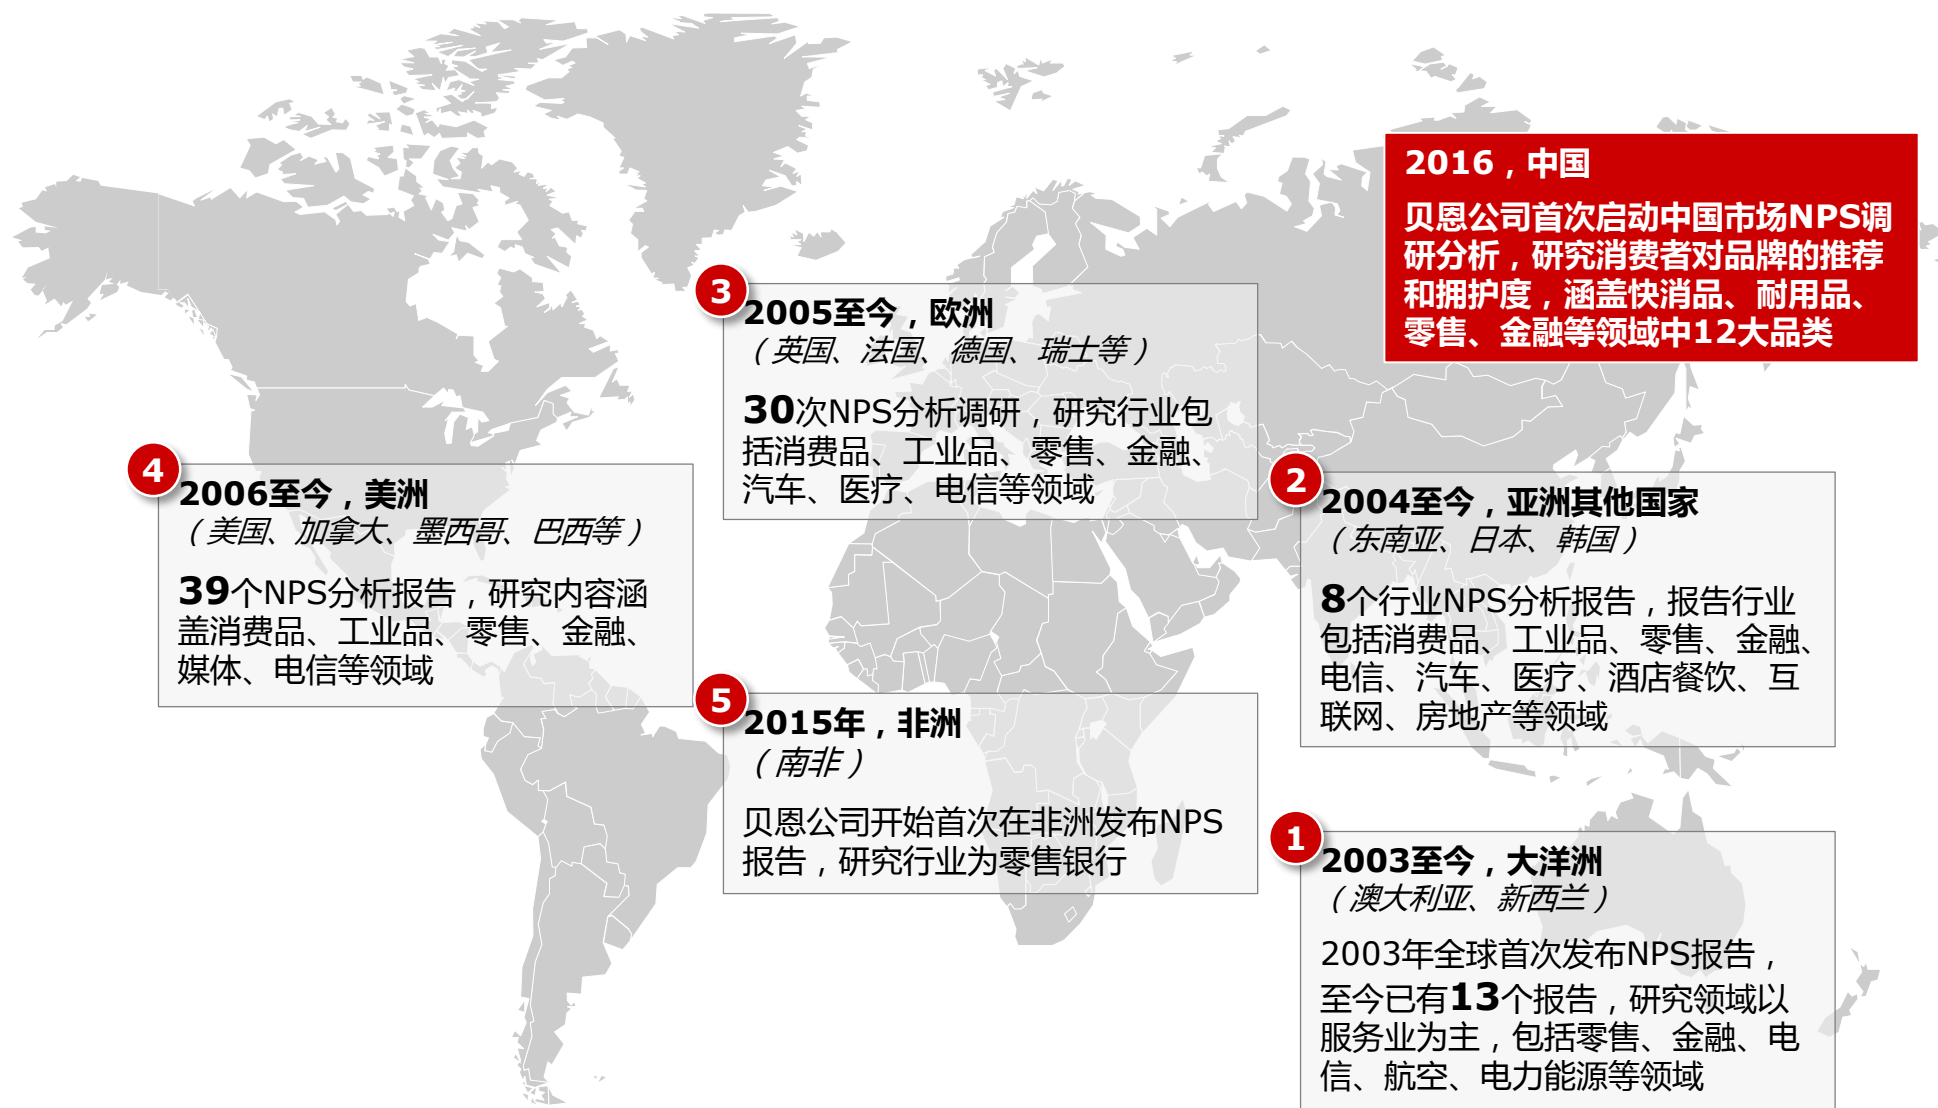 2016，中国
贝恩公司首次启动中国市场NPS调
研分析，研究消费者对品牌的推荐
和拥护度，涵盖快消品、耐用品、
零售、金融等领域中12大品类
3
2005至今，欧洲
（英国、法国、德国、瑞士等）
30次NPS分析调研，研究行业包
括消费品、工业品、零售、金融、
汽车、医疗、电信等领域
4
2006至今，美洲
（美国、加拿大、墨西哥、巴西等）
39个NPS分析报告，研究内容涵
盖消费品、工业品、零售、金融、
媒体、电信等领域
2
2004至今，亚洲其他国家
（东南亚、日本、韩国）
8个行业NPS分析报告，报告行业
包括消费品、工业品、零售、金融、
电信、汽车、医疗、酒店餐饮、互
联网、房地产等领域
5
2015年，非洲
（南非）
贝恩公司开始首次在非洲发布NPS
报告，研究行业为零售银行
1
2003至今，大洋洲
（澳大利亚、新西兰）
2003年全球首次发布NPS报告，
至今已有13个报告，研究领域以
服务业为主，包括零售、金融、电
信、航空、电力能源等领域